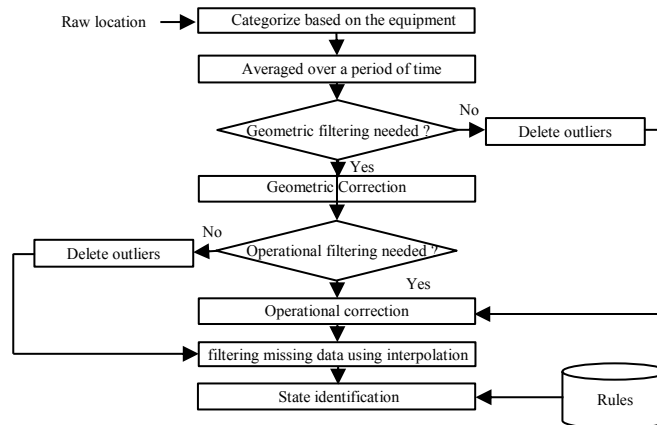 Raw location
Categorize based on the equipment
Averaged over a period of time
Geometric filtering needed ?
No
Delete outliers
Yes
Geometric Correction
No
Delete outliers
Operational filtering needed ?
Yes
Operational correction
filtering missing data using interpolation
State identification
Rules